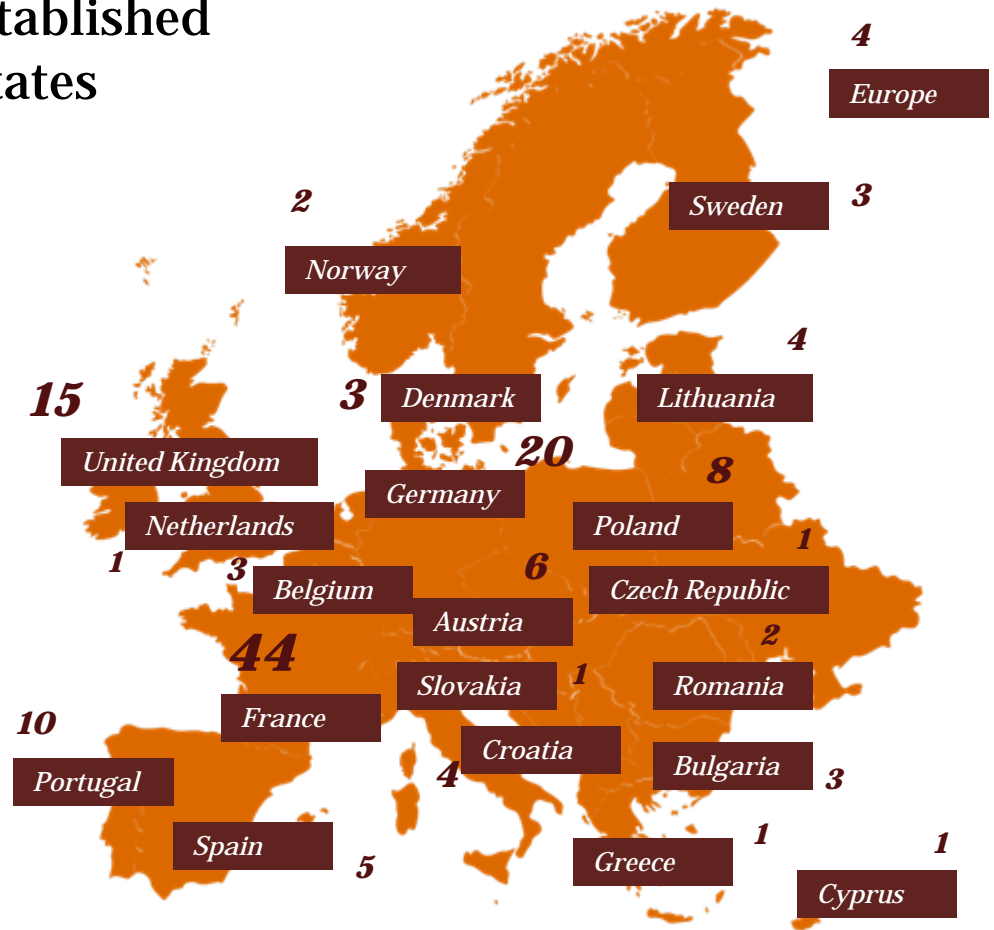 tablished
tates
4
Europe
2
Sweden
3
Norway
4
15
3
Denmark
Lithuania
20
United Kingdom
8
Germany
Netherlands
Poland
1
1
3
6
Belgium
Czech Republic
Austria
2
44
Slovakia
1
Romania
France
10
Croatia
Portugal
4
Bulgaria
3
Spain
1
1
5
Greece
Cyprus